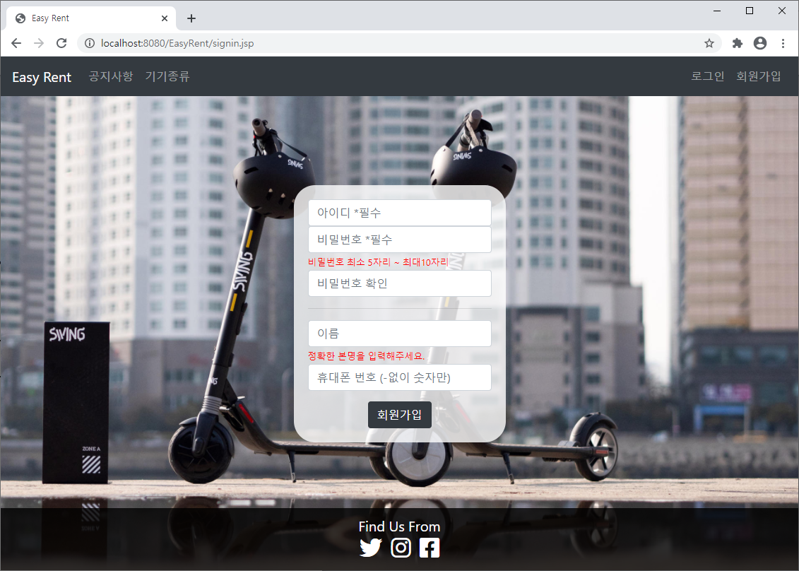 Easy Rent
localhost:8080/EasyRent/signin.jsp
Easy Rent 공지사항 기기종류 로그인 회원가입
SVING
SVING
아이디 *필수
비밀번호 *필수
비밀번호 최소 5자리 ~ 최대10자리
비밀번호 확인
이름
정확한 본명을 입력해주세요.
휴대폰 번호 (-없이 숫자만)
회원가입
SVING
SVING
ZONE A
Find Us From